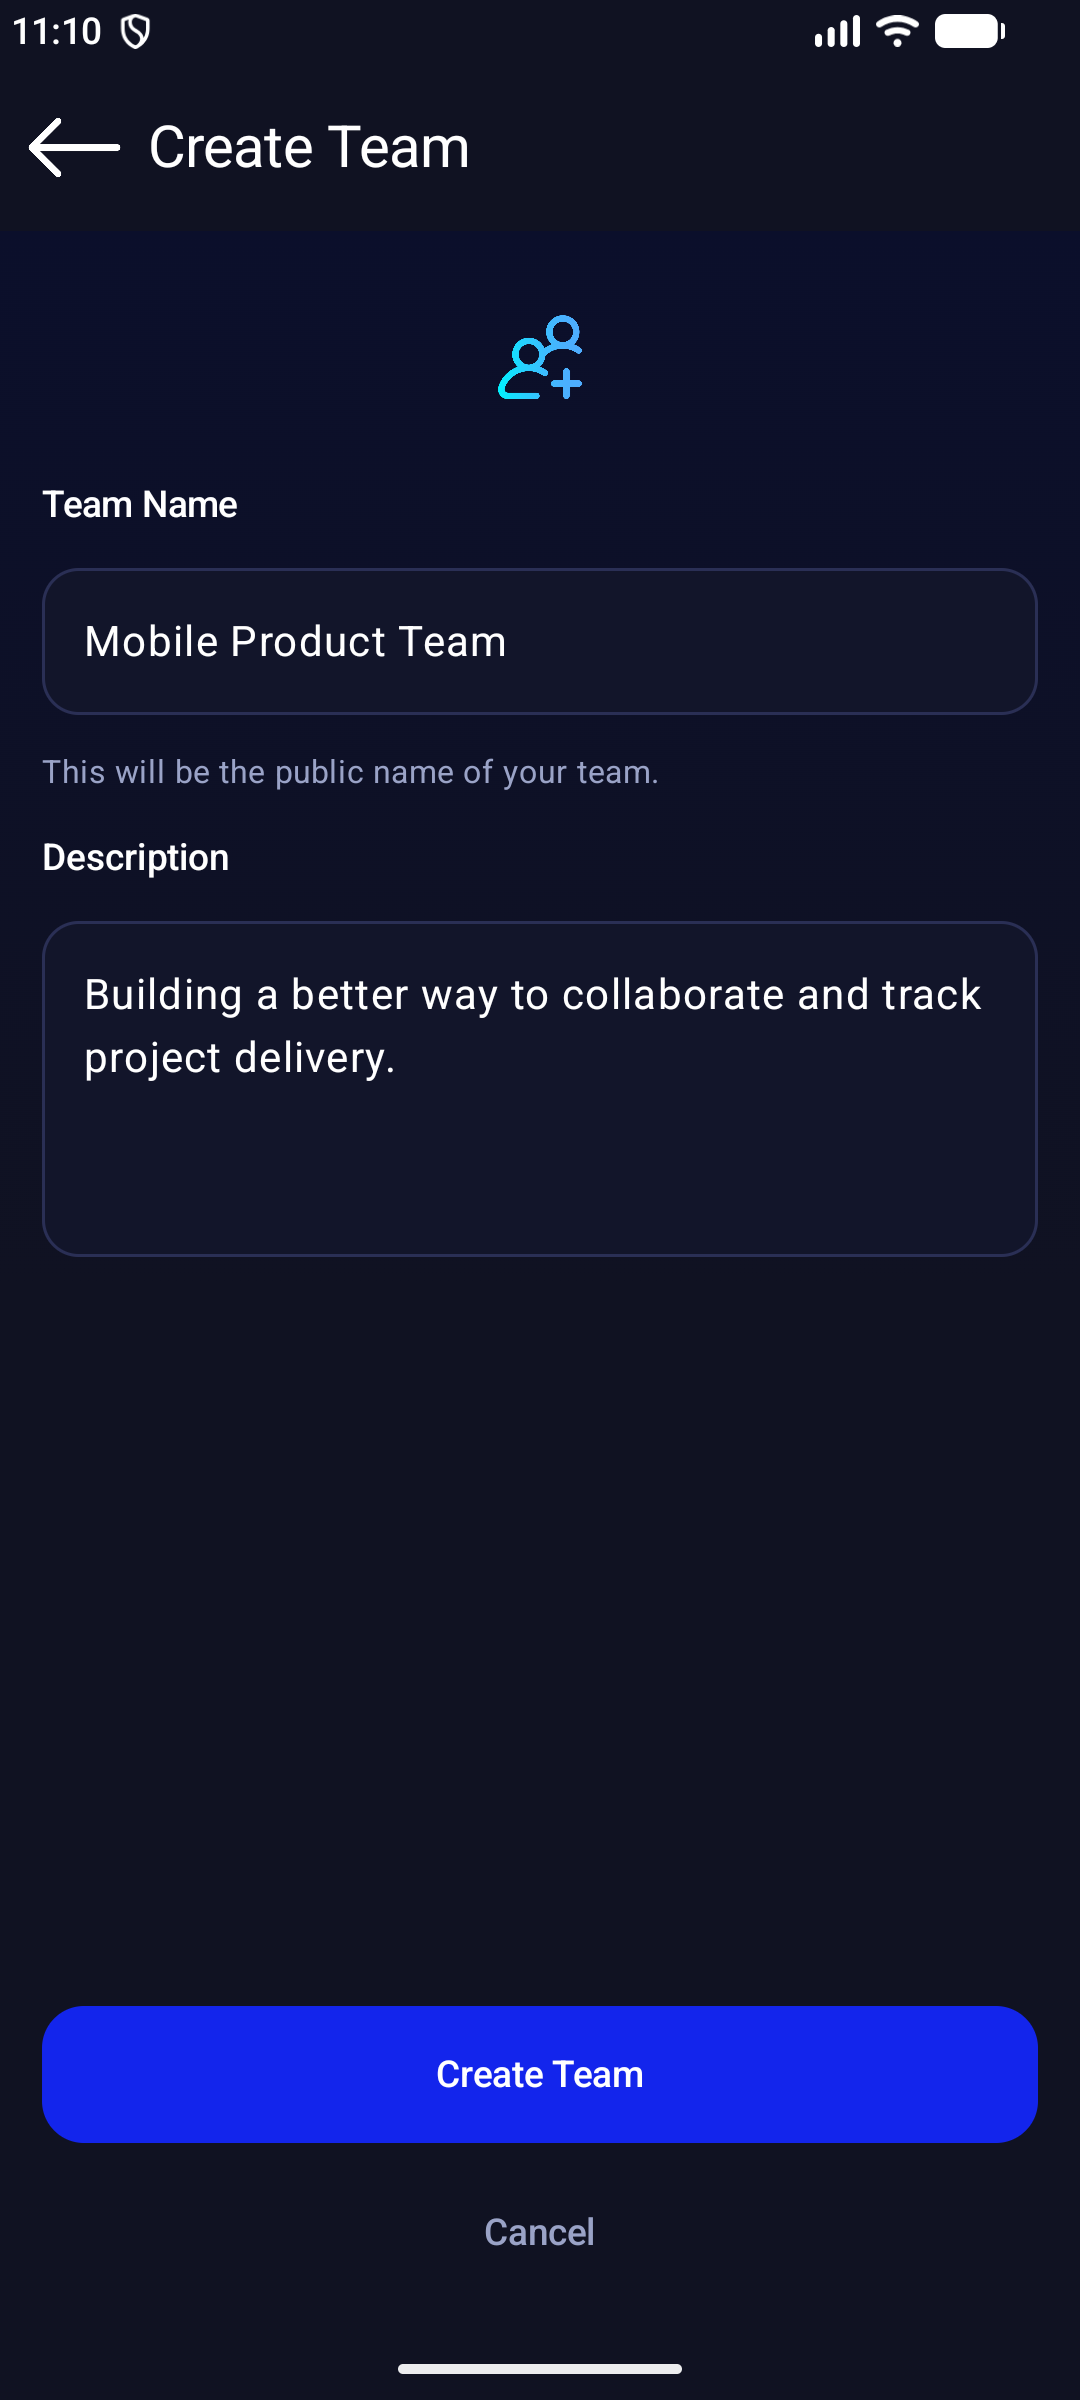 11:10
Create Team
Team Name
Mobile Product Team
This will be the public name of your team.
Description
Building a better way to collaborate and track
project delivery.
Create Team
Cancel